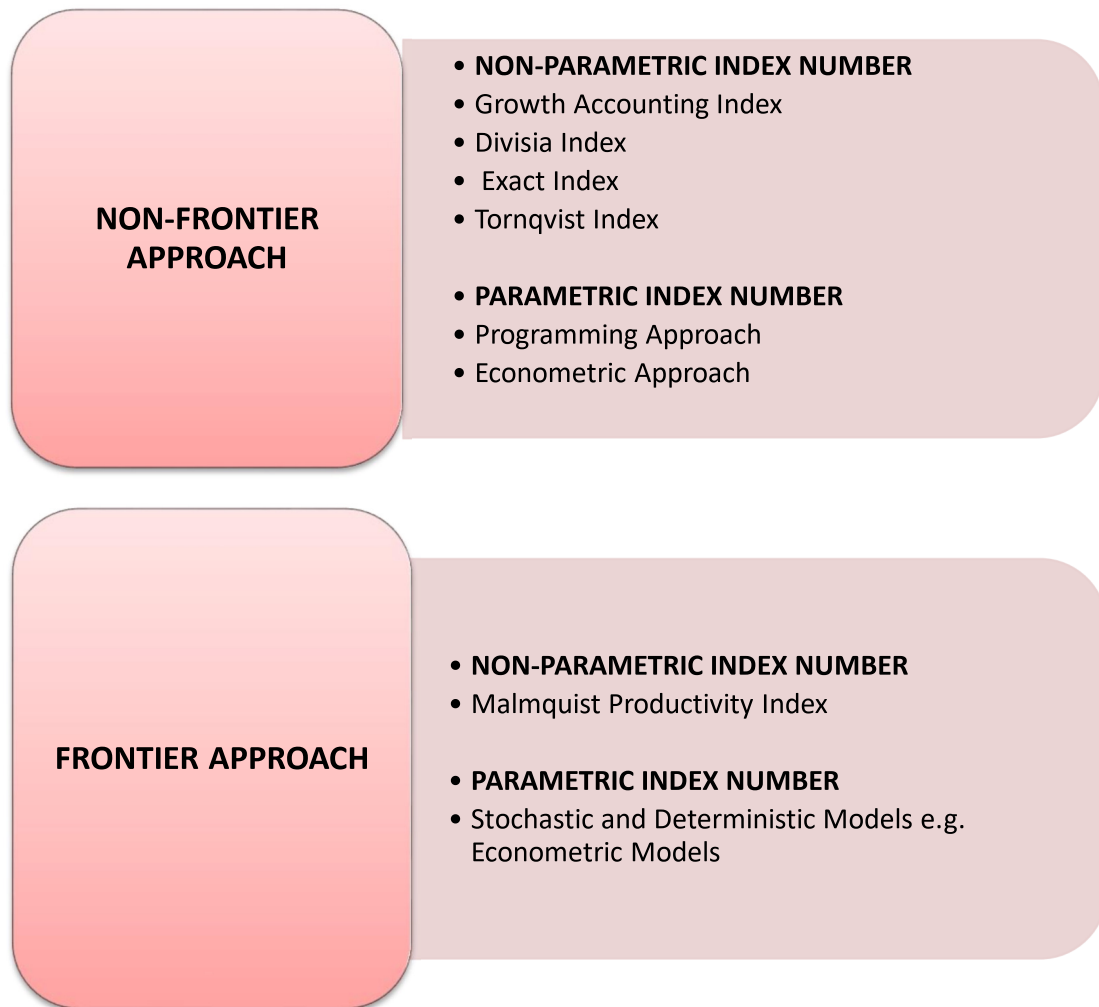 NON-FRONTIER
APPROACH
• NON-PARAMETRIC INDEX NUMBER
• Growth Accounting Index
• Divisia Index
• Exact Index
• Tornqvist Index
• PARAMETRIC INDEX NUMBER
• Programming Approach
• Econometric Approach
FRONTIER APPROACH
• NON-PARAMETRIC INDEX NUMBER
• Malmquist Productivity Index
• PARAMETRIC INDEX NUMBER
• Stochastic and Deterministic Models e.g.
Econometric Models